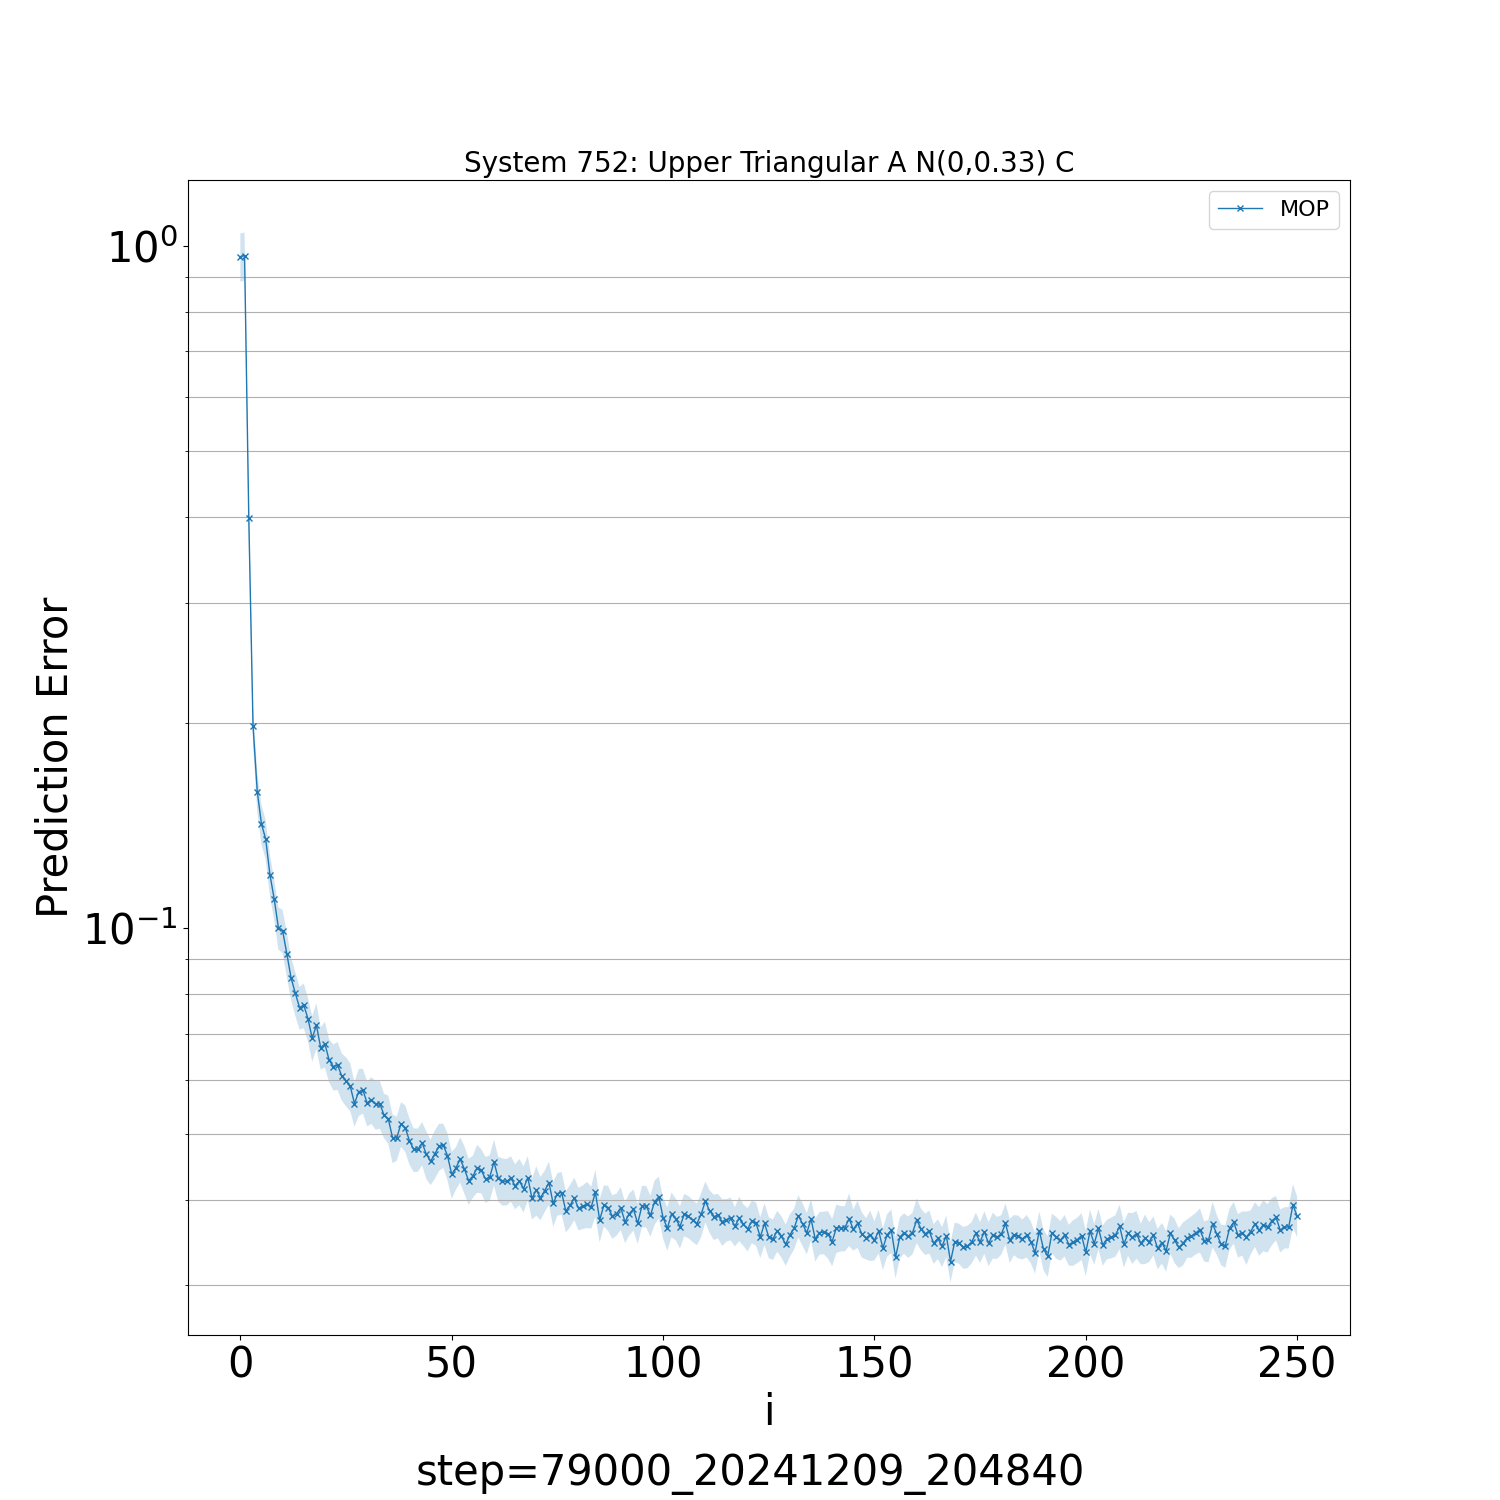 System 752: Upper Triangular A N(0,0.33) C
MOP
10⁰
10⁻¹
Prediction Error
0 50 100 150 200 250
i
step=79000_20241209_204840